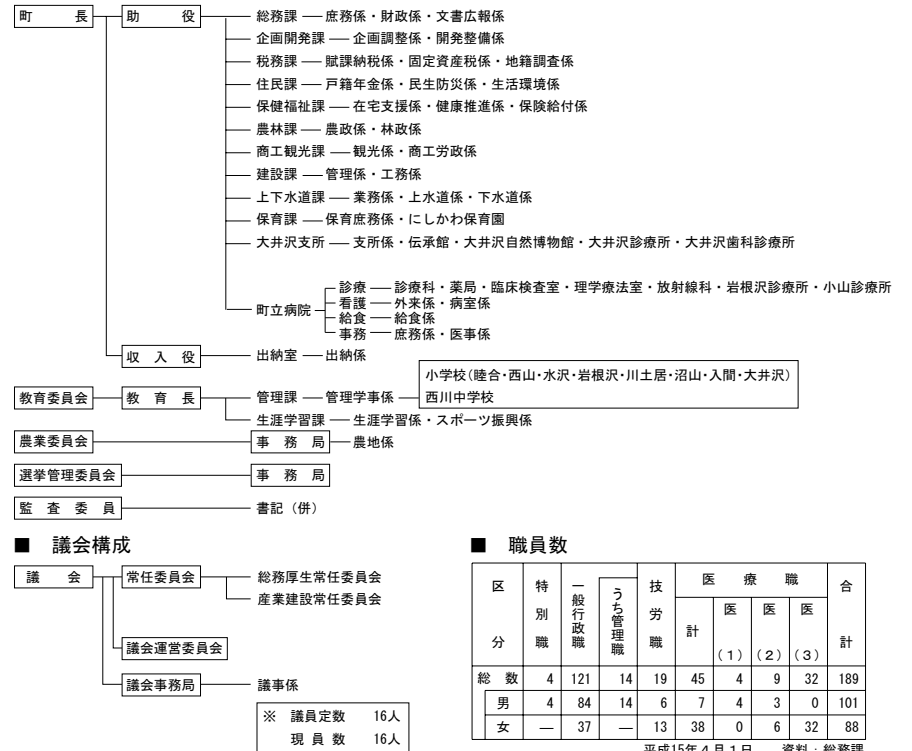 町 長 助 役 総務課 庶務係・財政係・文書広報係
企画開発課 企画調整係・開発整備係
税務課 賦課納税係・固定資産税係・地籍調査係
住民課 戸籍年金係・民生防災係・生活環境係
保健福祉課 在宅支援係・健康推進係・保険給付係
農林課 農政係・林政係
商工観光課 観光係・商工労政係
建設課 管理係・工務係
上下水道課 業務係・上水道係・下水道係
保育課 保育庶務係・にしかわ保育園
大井沢支所 支所係・伝承館・大井沢自然博物館・大井沢診療所・大井沢歯科診療所
町立病院
診療 診療科・薬局・臨床検査室・理学療法室・放射線科・岩根沢診療所・小山診療所
看護 外来係・病室係
給食 給食係
事務 庶務係・医事係
収 入 役 出納室 出納係
教育委員会 教 育 長 管理課 管理学事係
小学校(睦合・西山・水沢・岩根沢・川土居・沼山・入間・大井沢)
西川中学校
生涯学習課 生涯学習係・スポーツ振興係
農業委員会 事 務 局 農地係
選挙管理委員会 事 務 局
監 査 委 員 書記(併)
■ 議会構成
議 会 常任委員会 総務厚生常任委員会
産業建設常任委員会
議会運営委員会
議会事務局 議事係
※ 議員定数 16人
現 員 数 16人
■ 職員数
区分 特別職 一般行政職 うち管理職 技労職 医 療 職 合計
計 医(1) 医(2) 医(3)
総 数 4 121 14 19 45 4 9 32 189
男 4 84 14 6 7 4 3 0 101
女 — 37 — 13 38 0 6 32 88
平成15年4月1日 資料:総務課